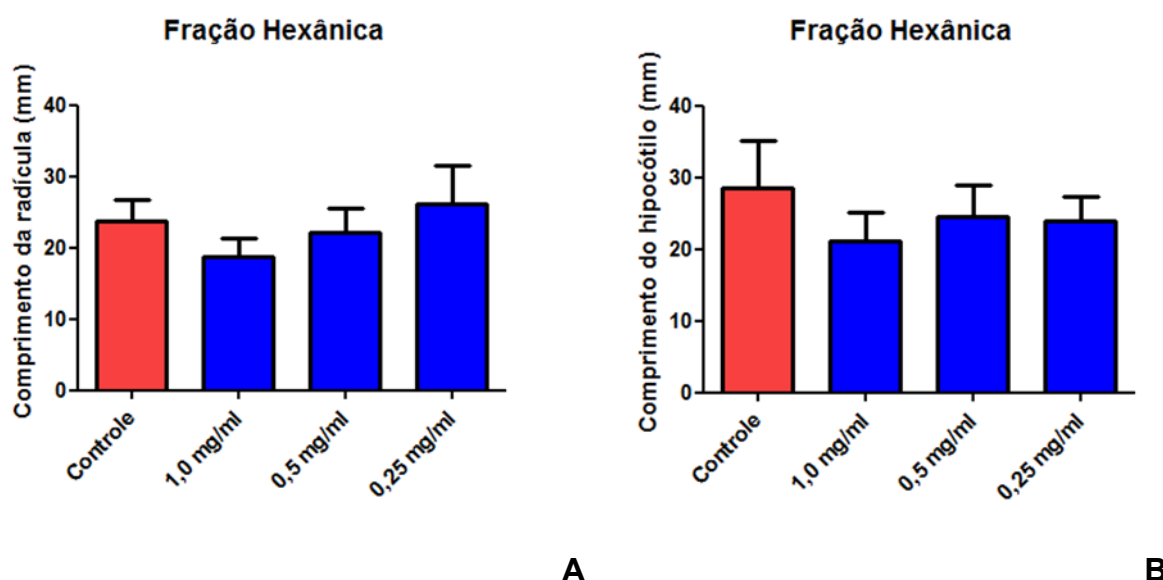 Fração Hexânica
Comprimento da radícula (mm)
40
30
20
10
0
Controle
1,0 mg/ml
0,5 mg/ml
0,25 mg/ml
A
Fração Hexânica
Comprimento do hipocótilo (mm)
40
30
20
10
0
Controle
1,0 mg/ml
0,5 mg/ml
0,25 mg/ml
B